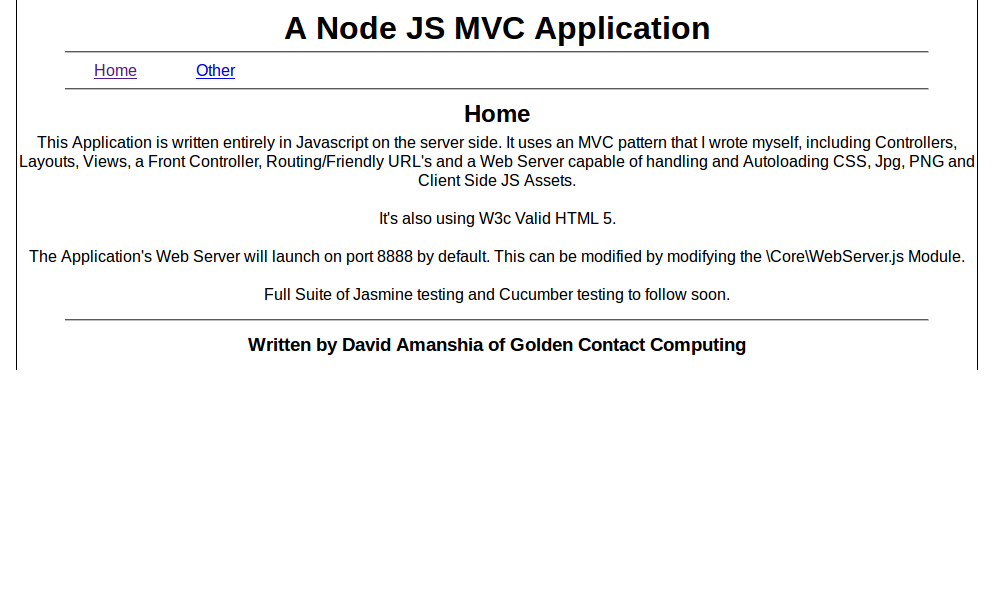 A Node JS MVC Application
Home Other
Home
This Application is written entirely in Javascript on the server side. It uses an MVC pattern that I wrote myself, including Controllers,
Layouts, Views, a Front Controller, Routing/Friendly URL's and a Web Server capable of handling and Autoloading CSS, Jpg, PNG and
Client Side JS Assets.
It's also using W3c Valid HTML 5.
The Application's Web Server will launch on port 8888 by default. This can be modified by modifying the \Core\WebServer.js Module.
Full Suite of Jasmine testing and Cucumber testing to follow soon.
Written by David Amanshia of Golden Contact Computing